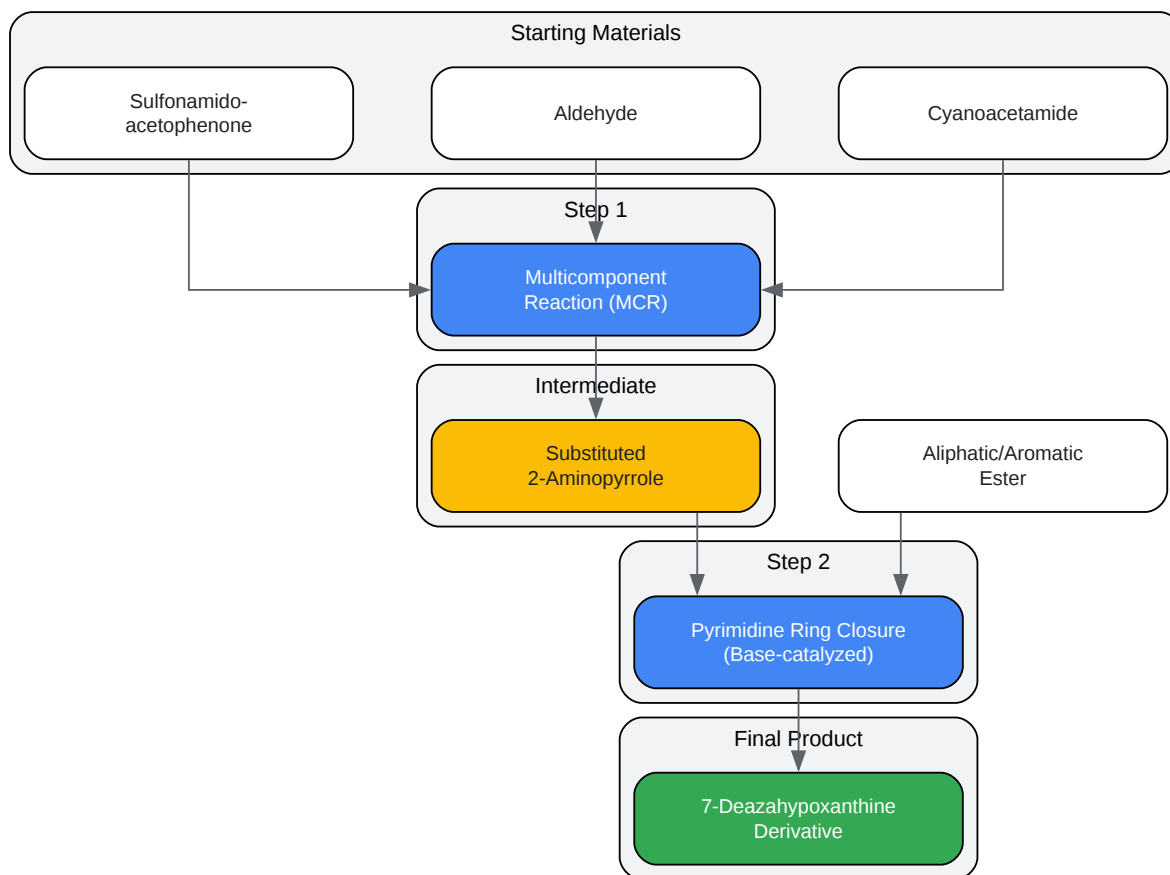 Starting Materials
Sulfonamido-
acetophenone
Aldehyde
Cyanoacetamide
Step 1
Multicomponent
Reaction (MCR)
Intermediate
Substituted
2-Aminopyrrole
Aliphatic/Aromatic
Ester
Step 2
Pyrimidine Ring Closure
(Base-catalyzed)
Final Product
7-Deazahypoxanthine
Derivative